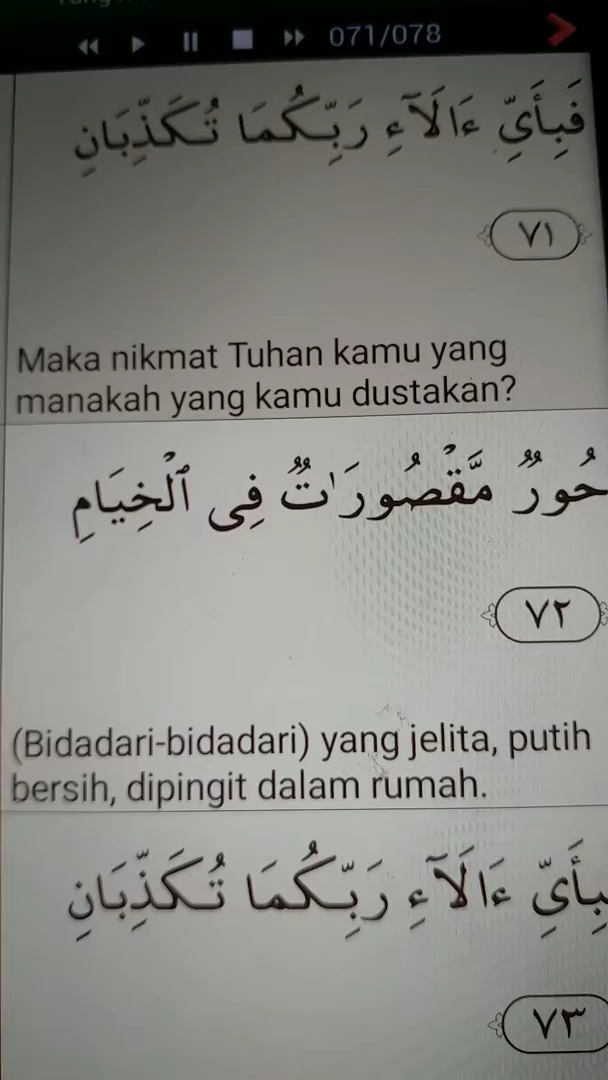 071/078
فَبِأَيِّ ءَالَآءِ رَبِّكُمَا تُكَذِّبَانِ
٧١
Maka nikmat Tuhan kamu yang
manakah yang kamu dustakan?
حُورٌ مَّقْصُورَٰتٌ فِى ٱلْخِيَامِ
٧٢
(Bidadari-bidadari) yang jelita, putih
bersih, dipingit dalam rumah.
بِأَيِّ ءَالَآءِ رَبِّكُمَا تُكَذِّبَانِ
٧٣